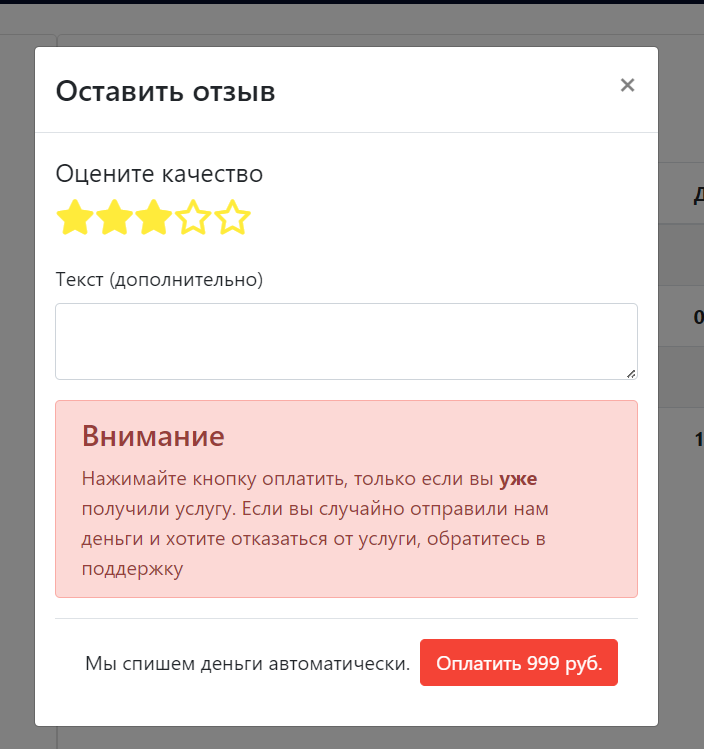 Оставить отзыв
×
Оцените качество
Текст (дополнительно)
Внимание
Нажимайте кнопку оплатить, только если вы уже
получили услугу. Если вы случайно отправили нам
деньги и хотите отказаться от услуги, обратитесь в
поддержку
Мы спишем деньги автоматически.
Оплатить 999 руб.